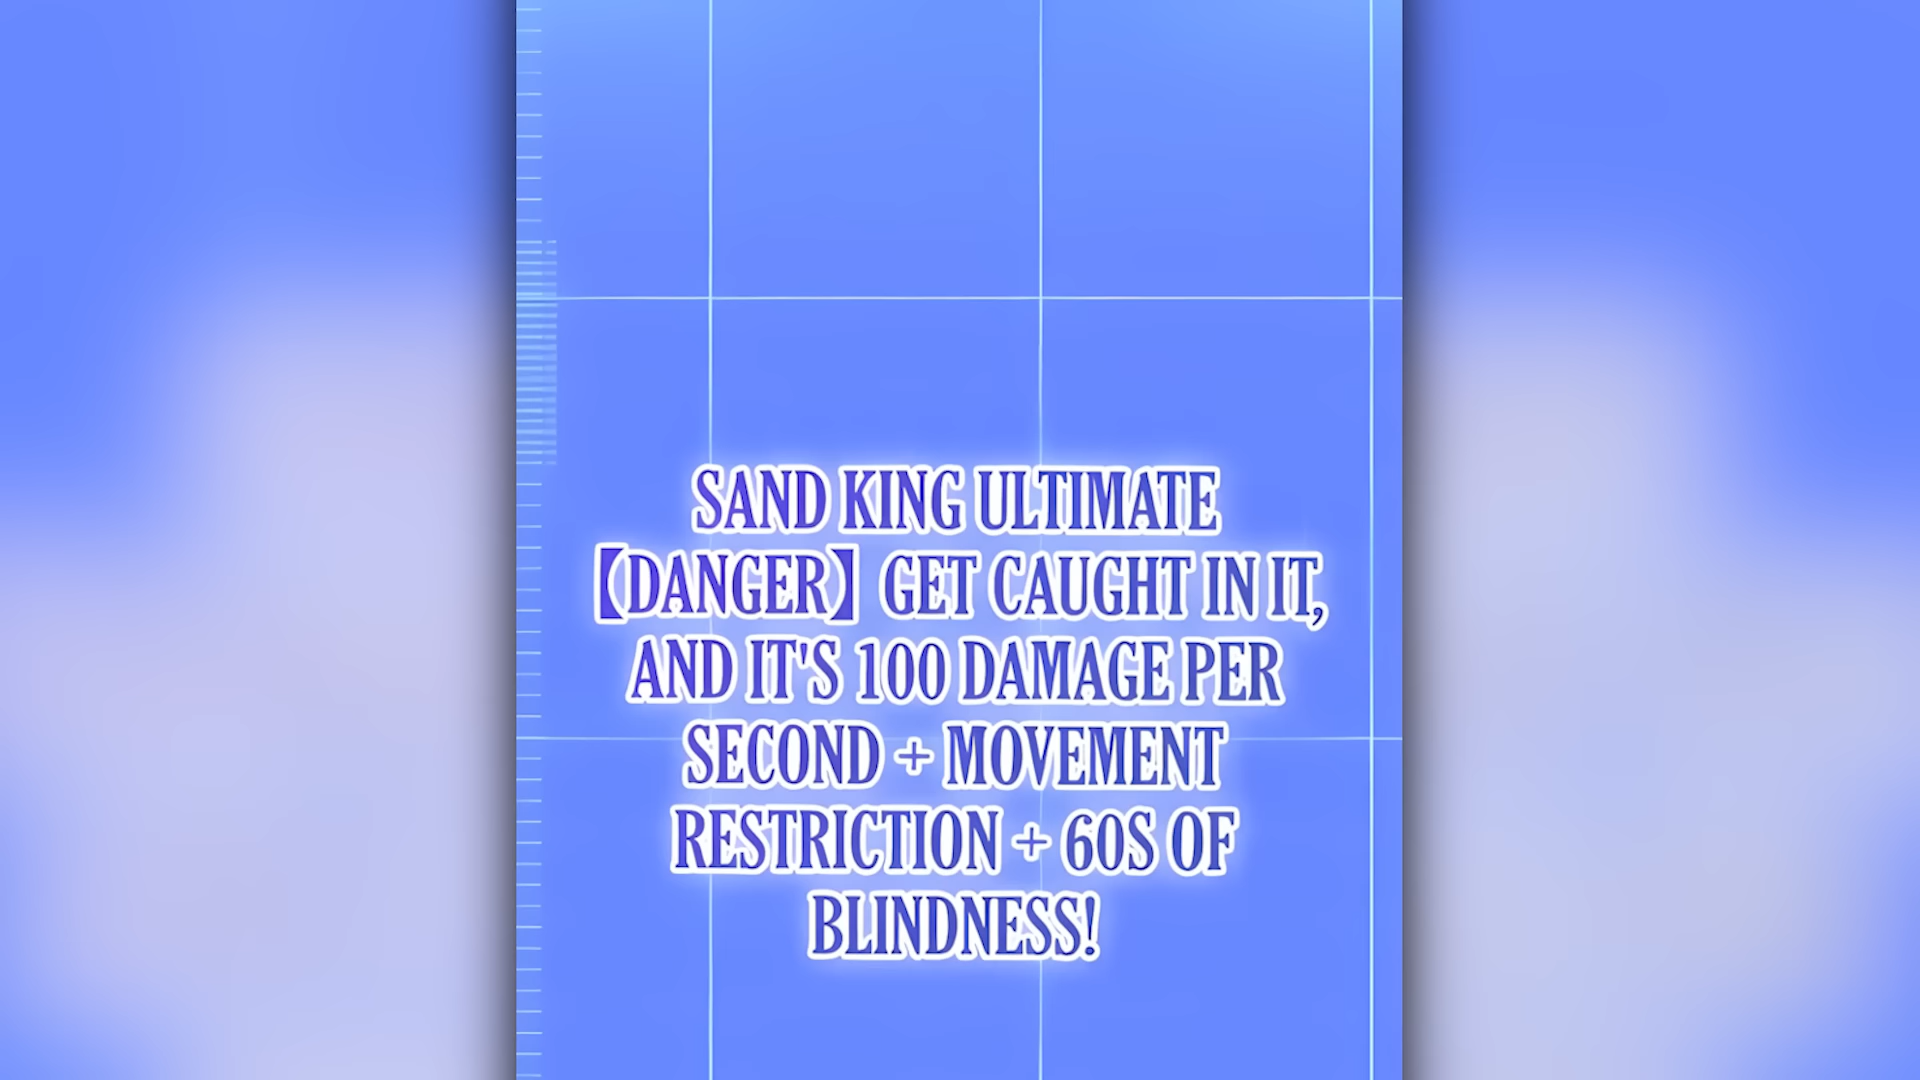 SAND KING ULTIMATE
【DANGER】 GET CAUGHT IN IT,
AND IT'S 100 DAMAGE PER
SECOND + MOVEMENT
RESTRICTION + 60S OF
BLINDNESS!